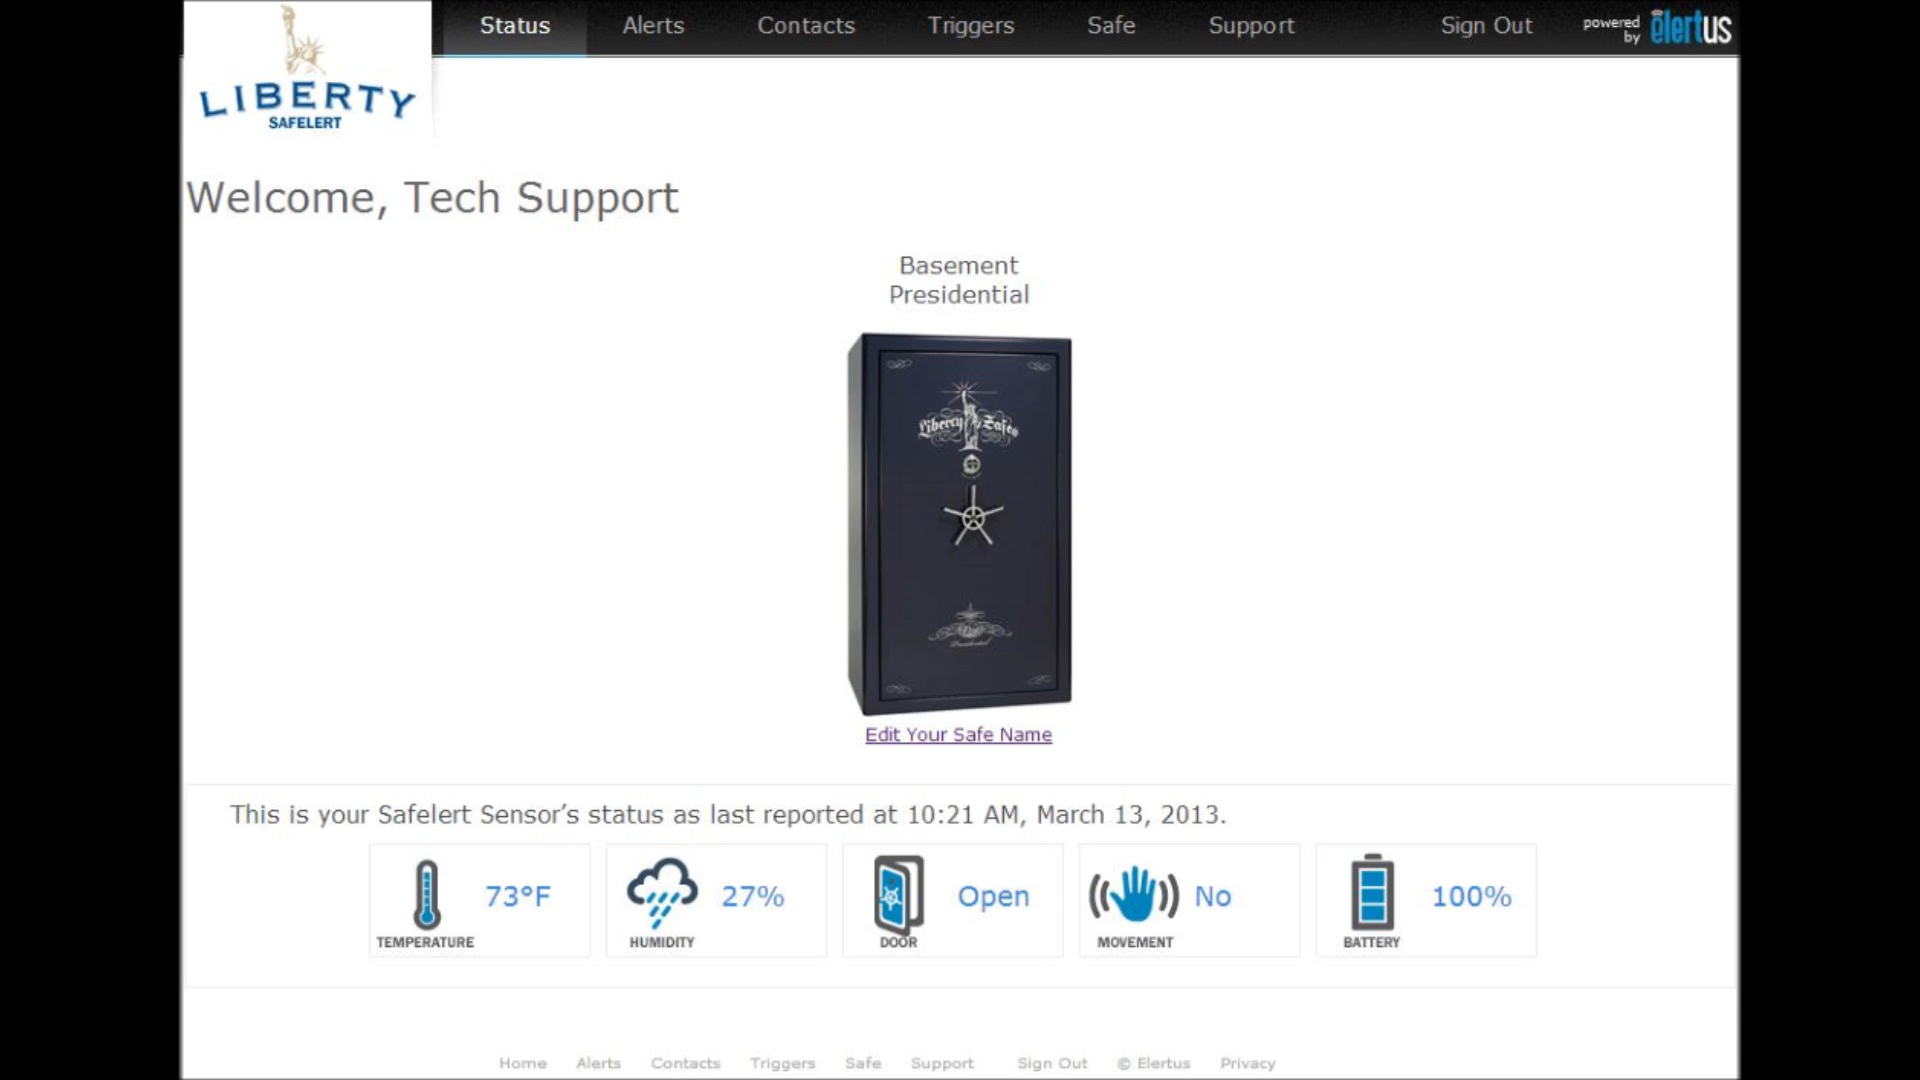 Status Alerts Contacts Triggers Safe Support Sign Out powered by elertus
LIBERTY
SAFELERT
Welcome, Tech Support
Basement
Presidential
Liberty Safes
Presidential
Edit Your Safe Name
This is your Safelert Sensor’s status as last reported at 10:21 AM, March 13, 2013.
73°F 27% Open No 100%
TEMPERATURE HUMIDITY DOOR MOVEMENT BATTERY
Home Alerts Contacts Triggers Safe Support Sign Out © Elertus Privacy